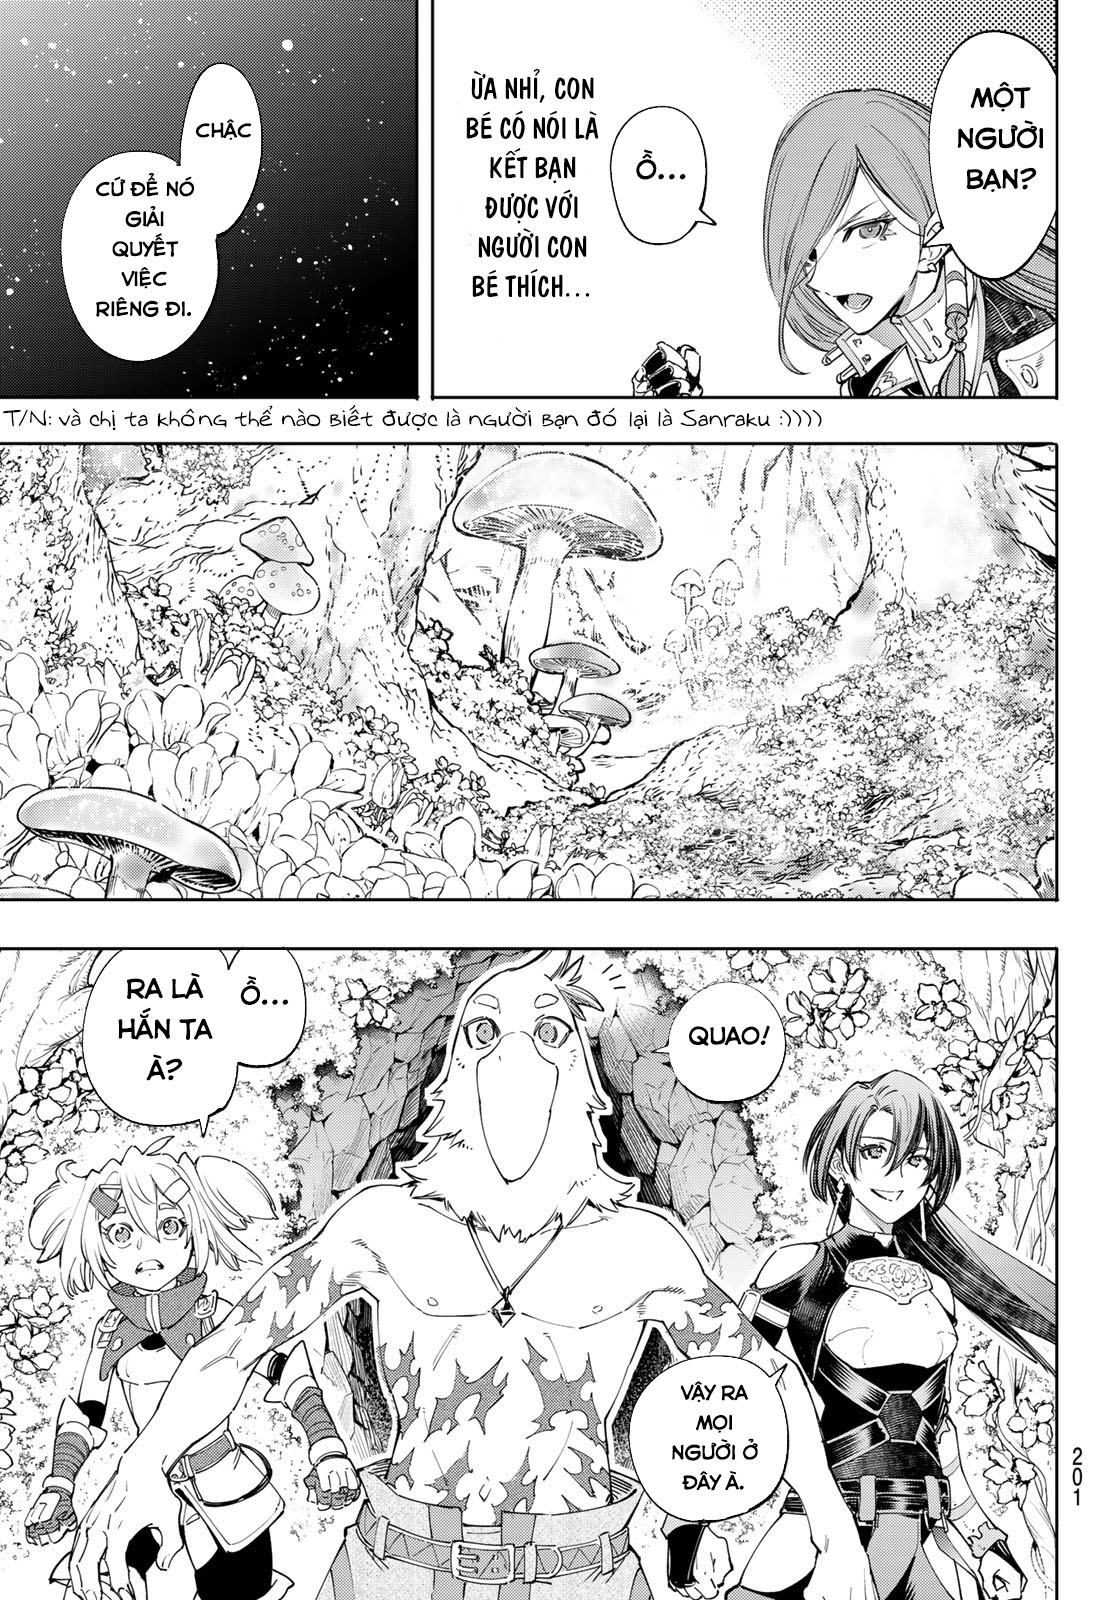 MỘT
NGƯỜI
BẠN?
Ồ...
ỪA NHỈ, CON
BÉ CÓ NÓI LÀ
KẾT BẠN
ĐƯỢC VỚI
NGƯỜI CON
BÉ THÍCH...
CHẬC
CỨ ĐỂ NÓ
GIẢI
QUYẾT
VIỆC
RIÊNG ĐI.
T/N: và chị ta không thể nào biết được là người bạn đó lại là Sanraku :))))
QUAO!
VẬY RA
MỌI
NGƯỜI Ở
ĐÂY À.
Ồ...
RA LÀ
HẮN TA
À?
201